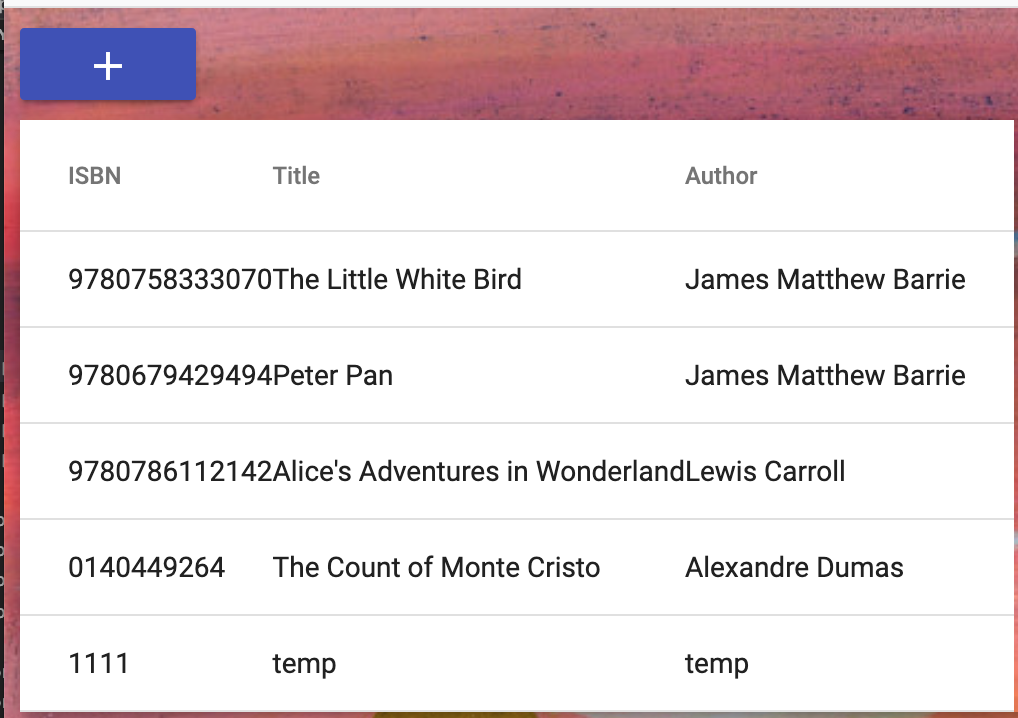 +
ISBN Title Author
9780758333070 The Little White Bird James Matthew Barrie
9780679429494 Peter Pan James Matthew Barrie
9780786112142 Alice's Adventures in Wonderland Lewis Carroll
0140449264 The Count of Monte Cristo Alexandre Dumas
1111 temp temp